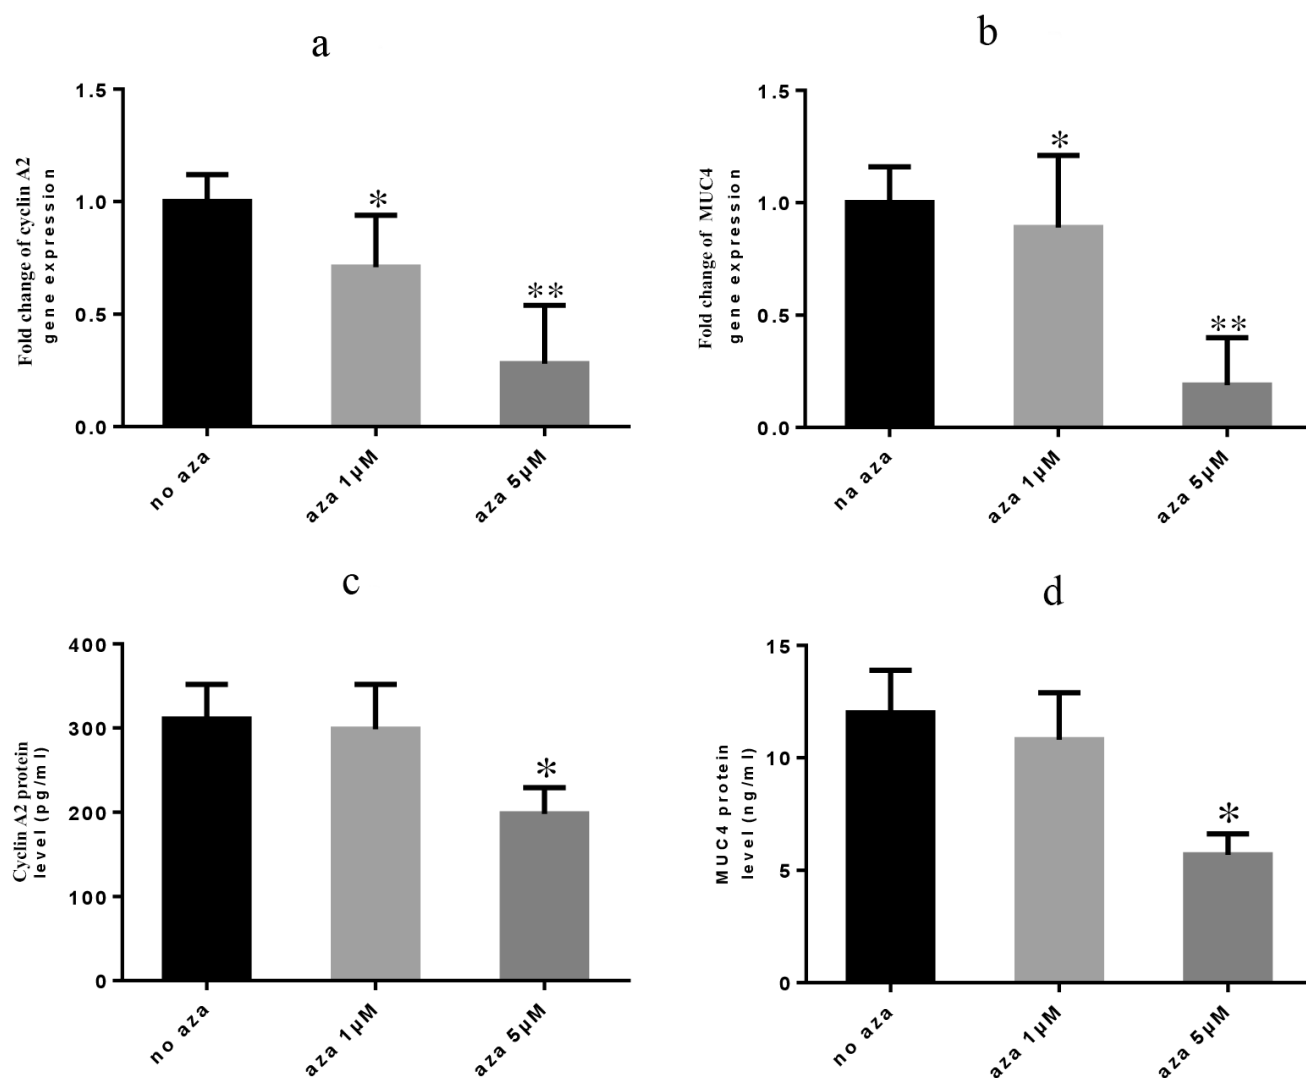 a
Fold change of cyclin A2
gene expression
1.5
1.0
0.5
0.0
*
**
no aza
aza 1µM
aza 5µM
b
Fold change of MUC4
gene expression
1.5
1.0
0.5
0.0
*
**
na aza
aza 1µM
aza 5µM
c
Cyclin A2 protein
level (pg/ml)
400
300
200
100
0
*
no aza
aza 1µM
aza 5µM
d
MUC4 protein
level (ng/ml)
15
10
5
0
*
no aza
aza 1µM
aza 5µM